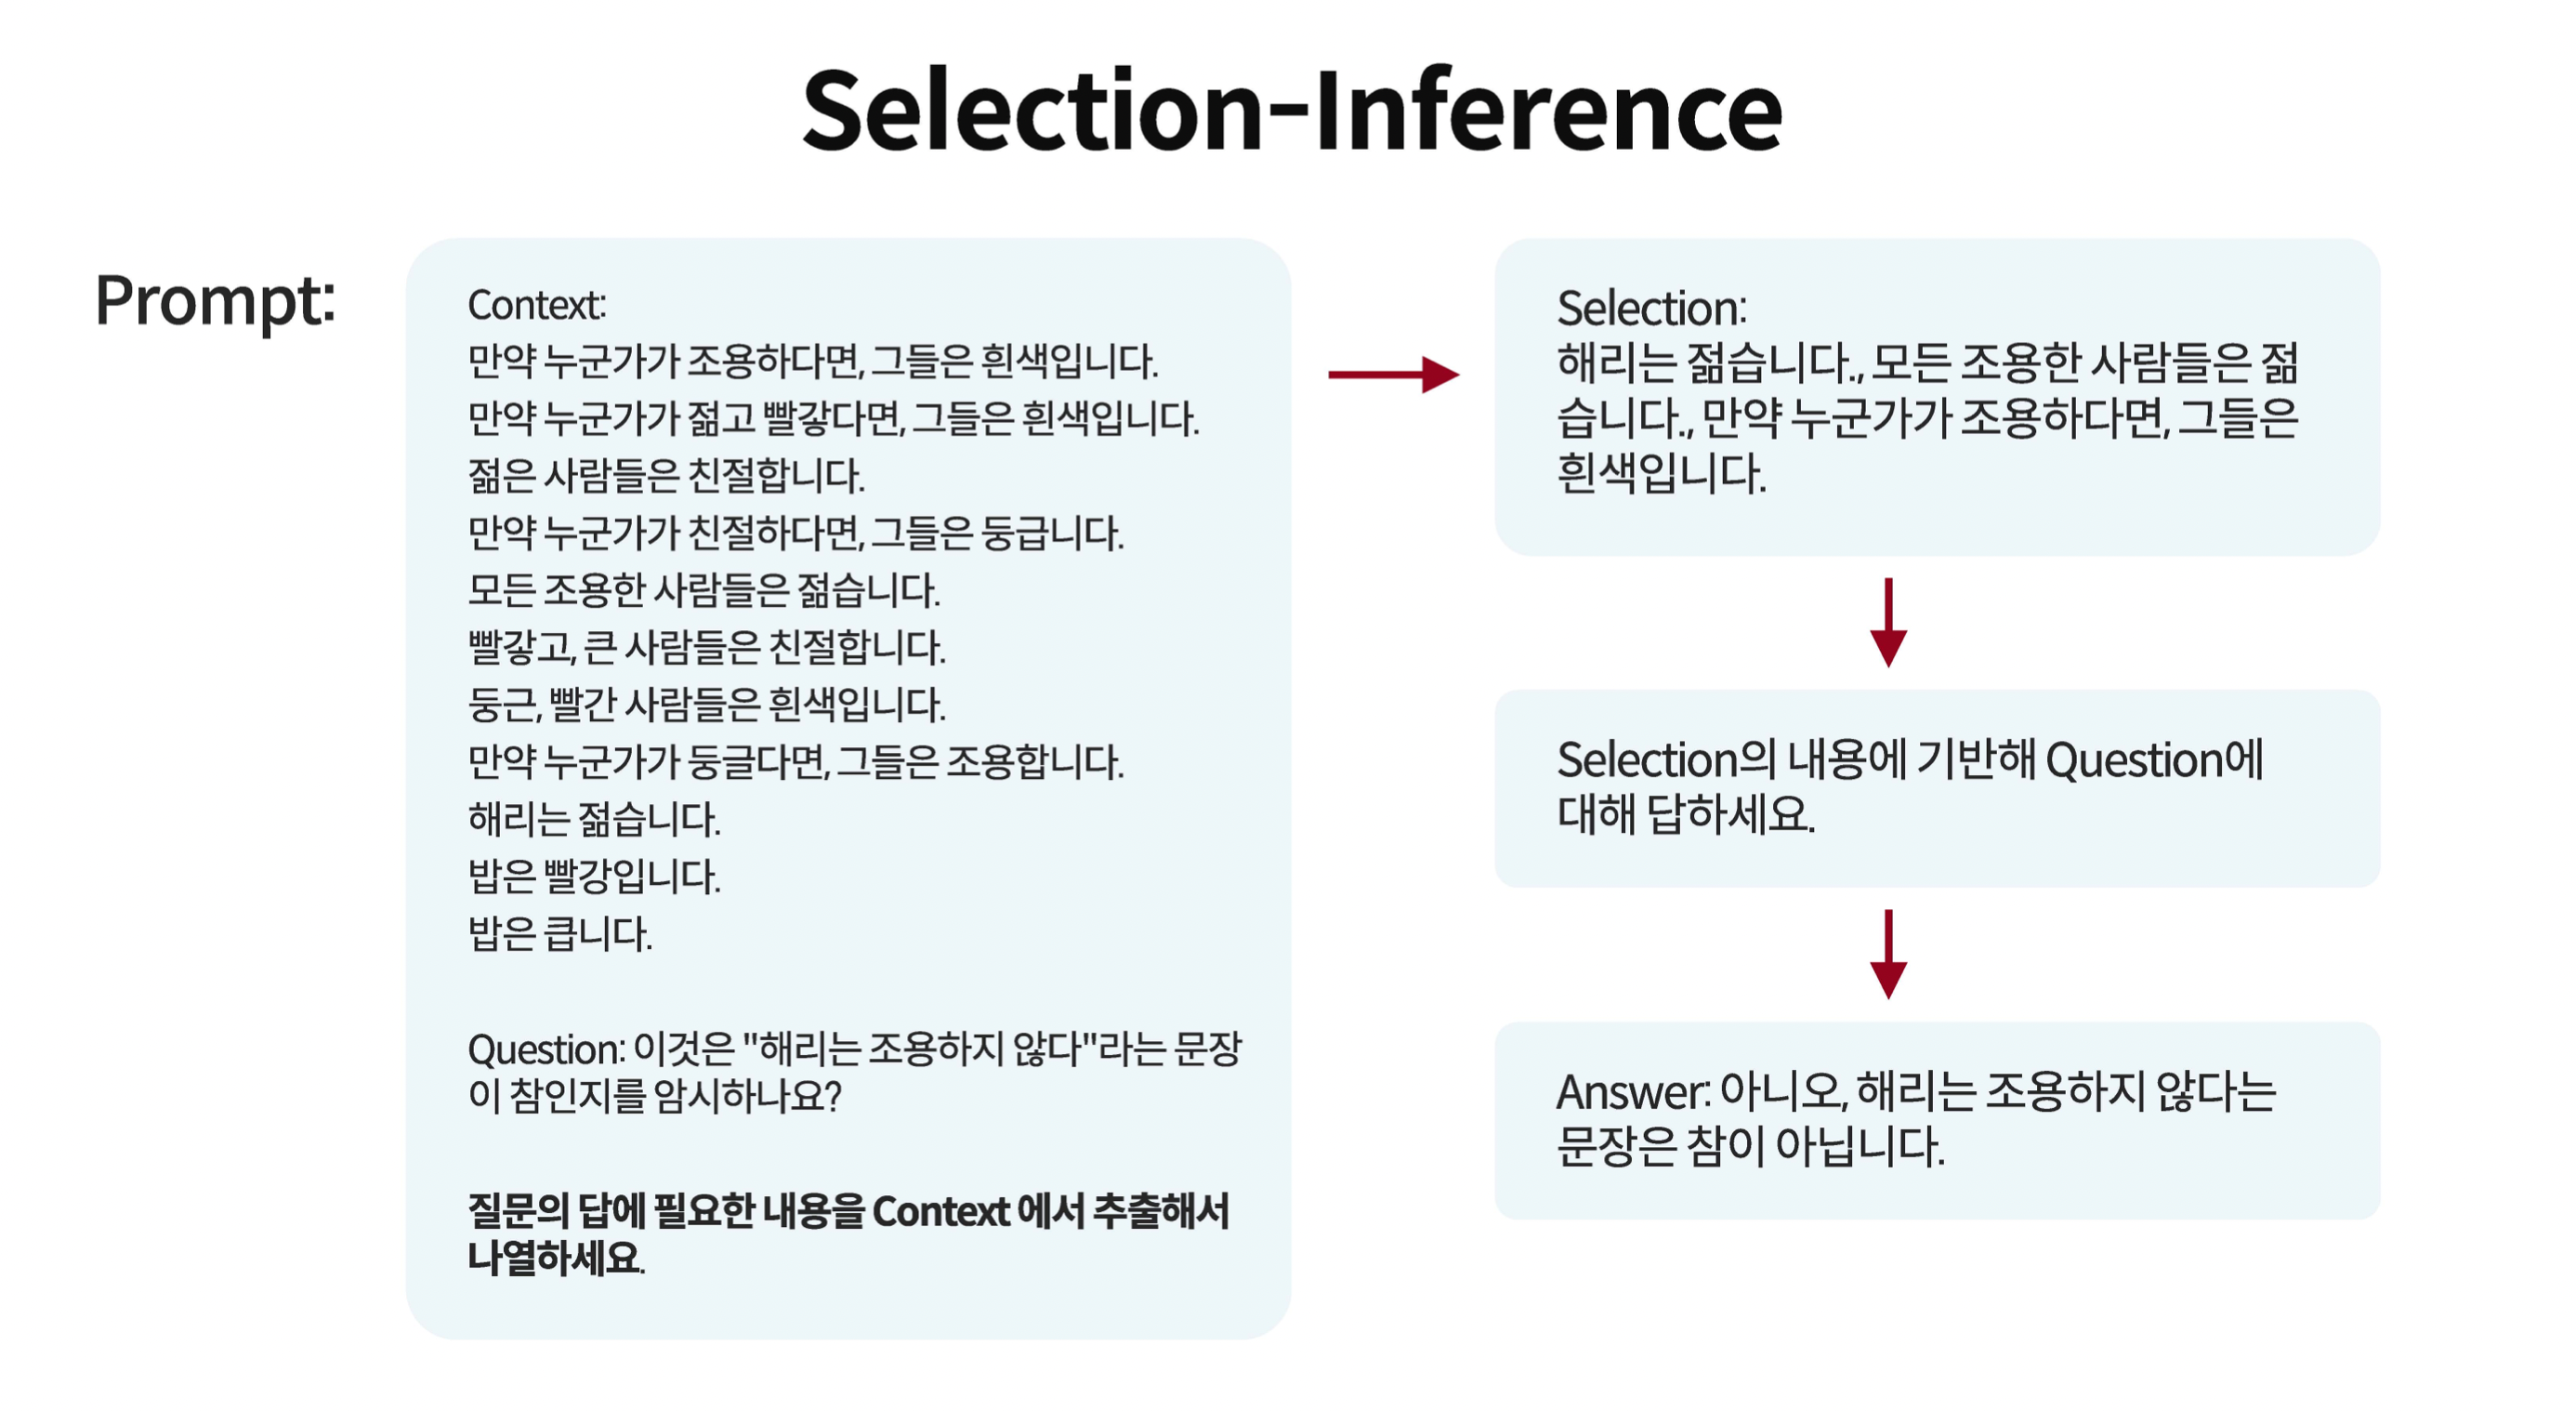 Selection-Inference
Prompt:
Context:
만약 누군가가 조용하다면, 그들은 흰색입니다.
만약 누군가가 젊고 빨갛다면, 그들은 흰색입니다.
젊은 사람들은 친절합니다.
만약 누군가가 친절하다면, 그들은 둥급니다.
모든 조용한 사람들은 젊습니다.
빨갛고, 큰 사람들은 친절합니다.
둥근, 빨간 사람들은 흰색입니다.
만약 누군가가 둥글다면, 그들은 조용합니다.
해리는 젊습니다.
밥은 빨강입니다.
밥은 큽니다.
Question: 이것은 "해리는 조용하지 않다"라는 문장
이 참인지를 암시하나요?
질문의 답에 필요한 내용을 Context 에서 추출해서
나열하세요.
Selection:
해리는 젊습니다., 모든 조용한 사람들은 젊
습니다., 만약 누군가가 조용하다면, 그들은
흰색입니다.
Selection의 내용에 기반해 Question에
대해 답하세요.
Answer: 아니오, 해리는 조용하지 않다는
문장은 참이 아닙니다.